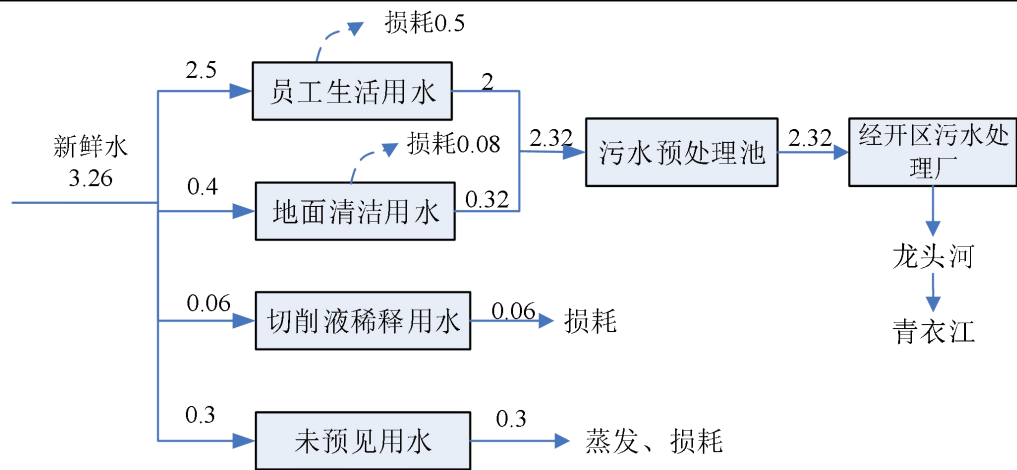 损耗0.5
2.5
员工生活用水
2
新鲜水
3.26
损耗0.08
2.32
污水预处理池
2.32
经开区污水处
理厂
0.4
地面清洁用水
0.32
龙头河
0.06
切削液稀释用水
0.06
损耗
青衣江
0.3
未预见用水
0.3
蒸发、损耗